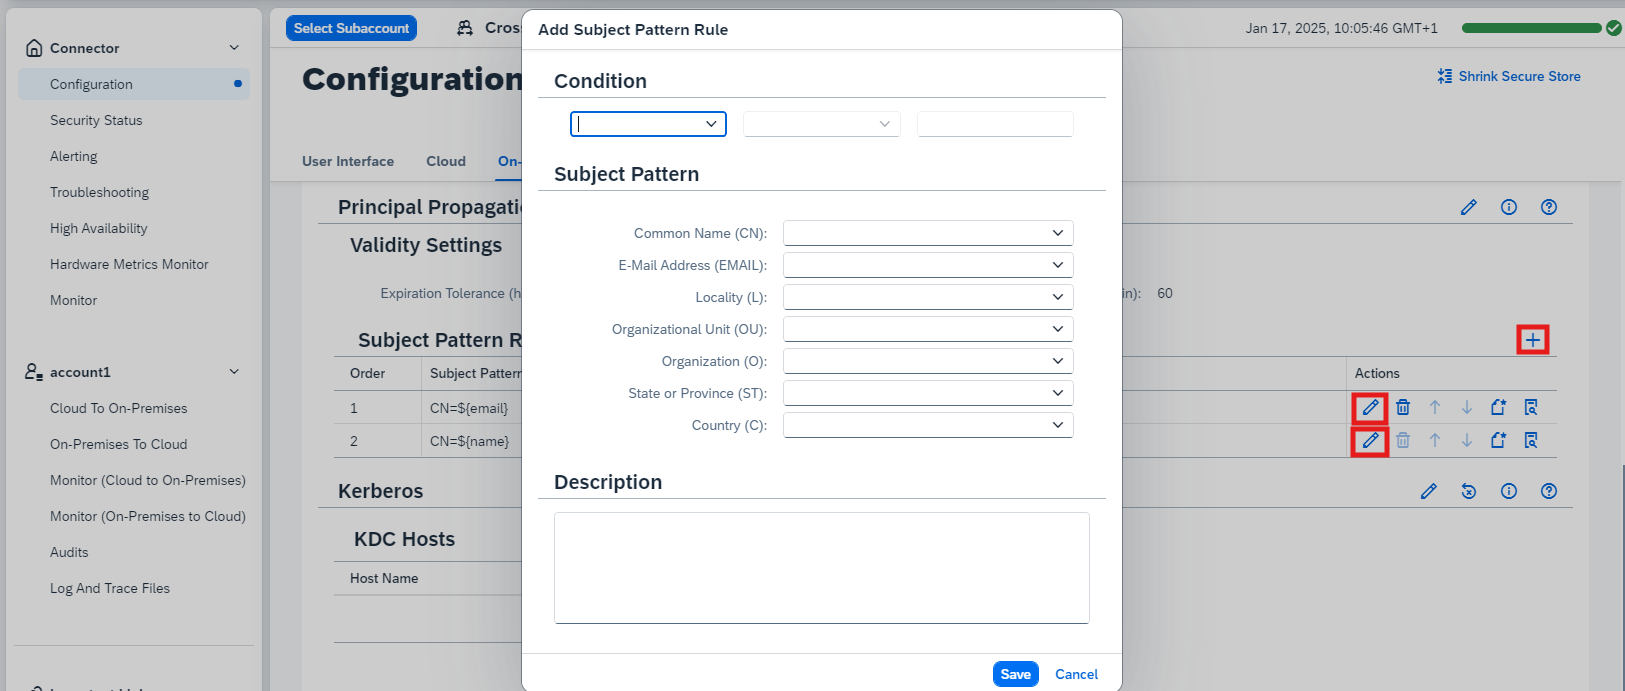 Connector
Configuration
Security Status
Alerting
Troubleshooting
High Availability
Hardware Metrics Monitor
Monitor
account1
Cloud To On-Premises
On-Premises To Cloud
Monitor (Cloud to On-Premises)
Monitor (On-Premises to Cloud)
Audits
Log And Trace Files
Select Subaccount
Cros
Jan 17, 2025, 10:05:46 GMT+1
Configuration
Shrink Secure Store
User Interface Cloud On-
Principal Propagati
Validity Settings
Expiration Tolerance (h
in): 60
Subject Pattern R
Order Subject Pattern Actions
1 CN=${email}
2 CN=${name}
Kerberos
KDC Hosts
Host Name
Add Subject Pattern Rule
Condition
Subject Pattern
Common Name (CN):
E-Mail Address (EMAIL):
Locality (L):
Organizational Unit (OU):
Organization (O):
State or Province (ST):
Country (C):
Description
Save Cancel